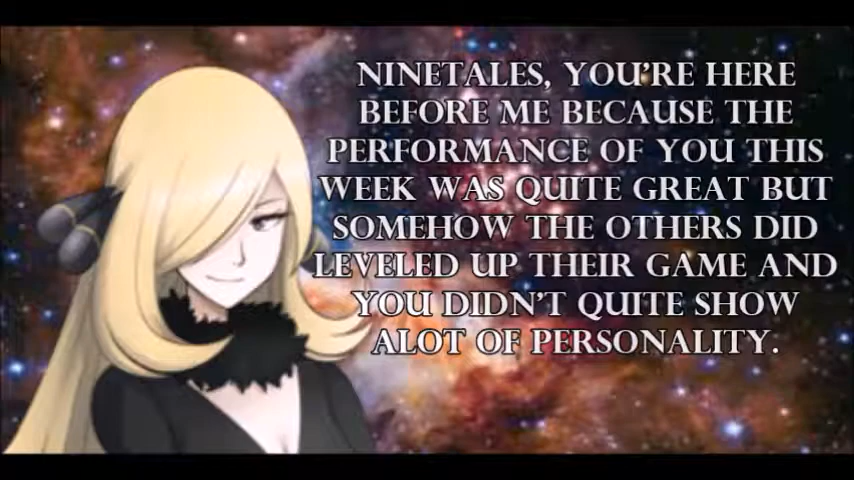 NINETALES, YOU'RE HERE
BEFORE ME BECAUSE THE
PERFORMANCE OF YOU THIS
WEEK WAS QUITE GREAT BUT
SOMEHOW THE OTHERS DID
LEVELED UP THEIR GAME AND
YOU DIDN'T QUITE SHOW
ALOT OF PERSONALITY.